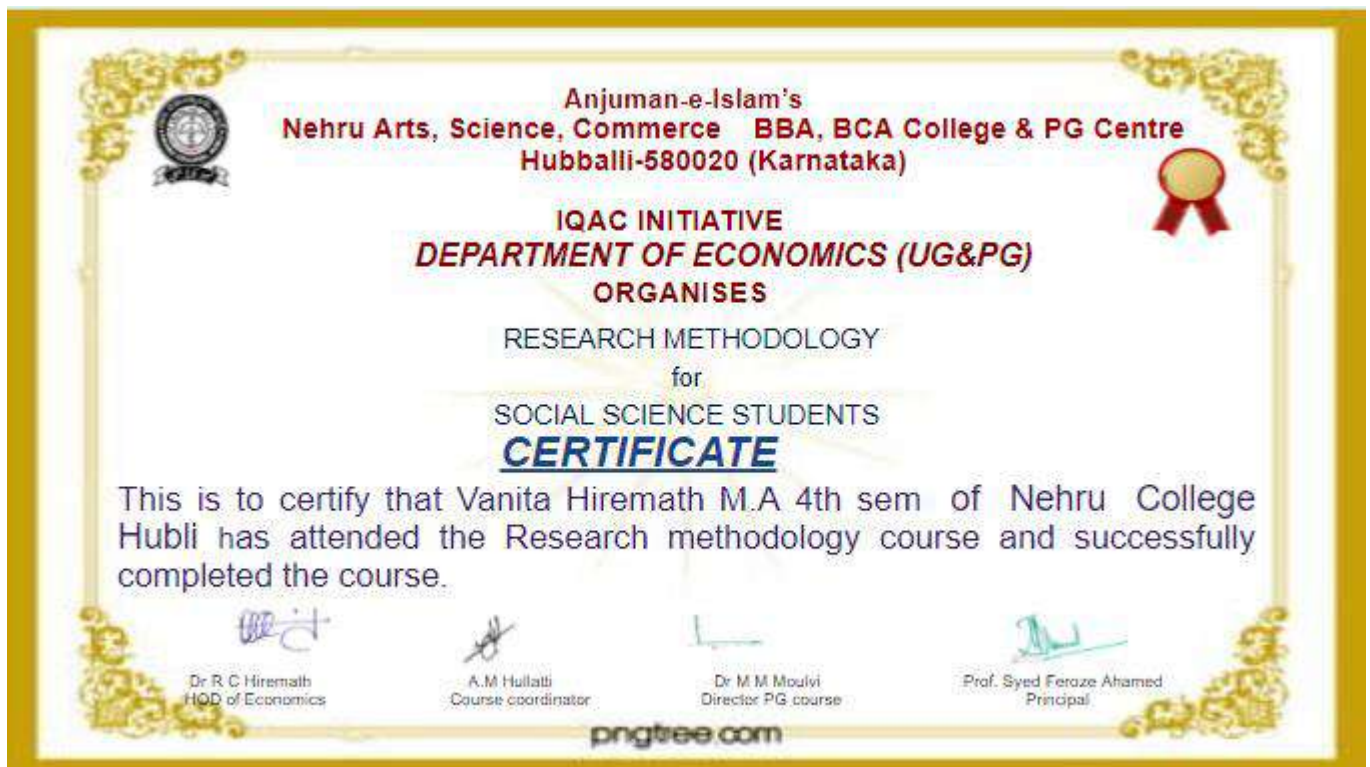 Anjuman-e-Islam's
Nehru Arts, Science, Commerce BBA, BCA College & PG Centre
Hubballi-580020 (Karnataka)
IQAC INITIATIVE
DEPARTMENT OF ECONOMICS (UG&PG)
ORGANISES
RESEARCH METHODOLOGY
for
SOCIAL SCIENCE STUDENTS
CERTIFICATE
This is to certify that Vanita Hiremath M.A 4th sem of Nehru College
Hubli has attended the Research methodology course and successfully
completed the course.
Dr R C Hiremath
HOD of Economics
A.M Hullatti
Course coordinator
Dr M M Moulvi
Director PG course
Prof. Syed Feroze Ahamed
Principal
pngtree.com